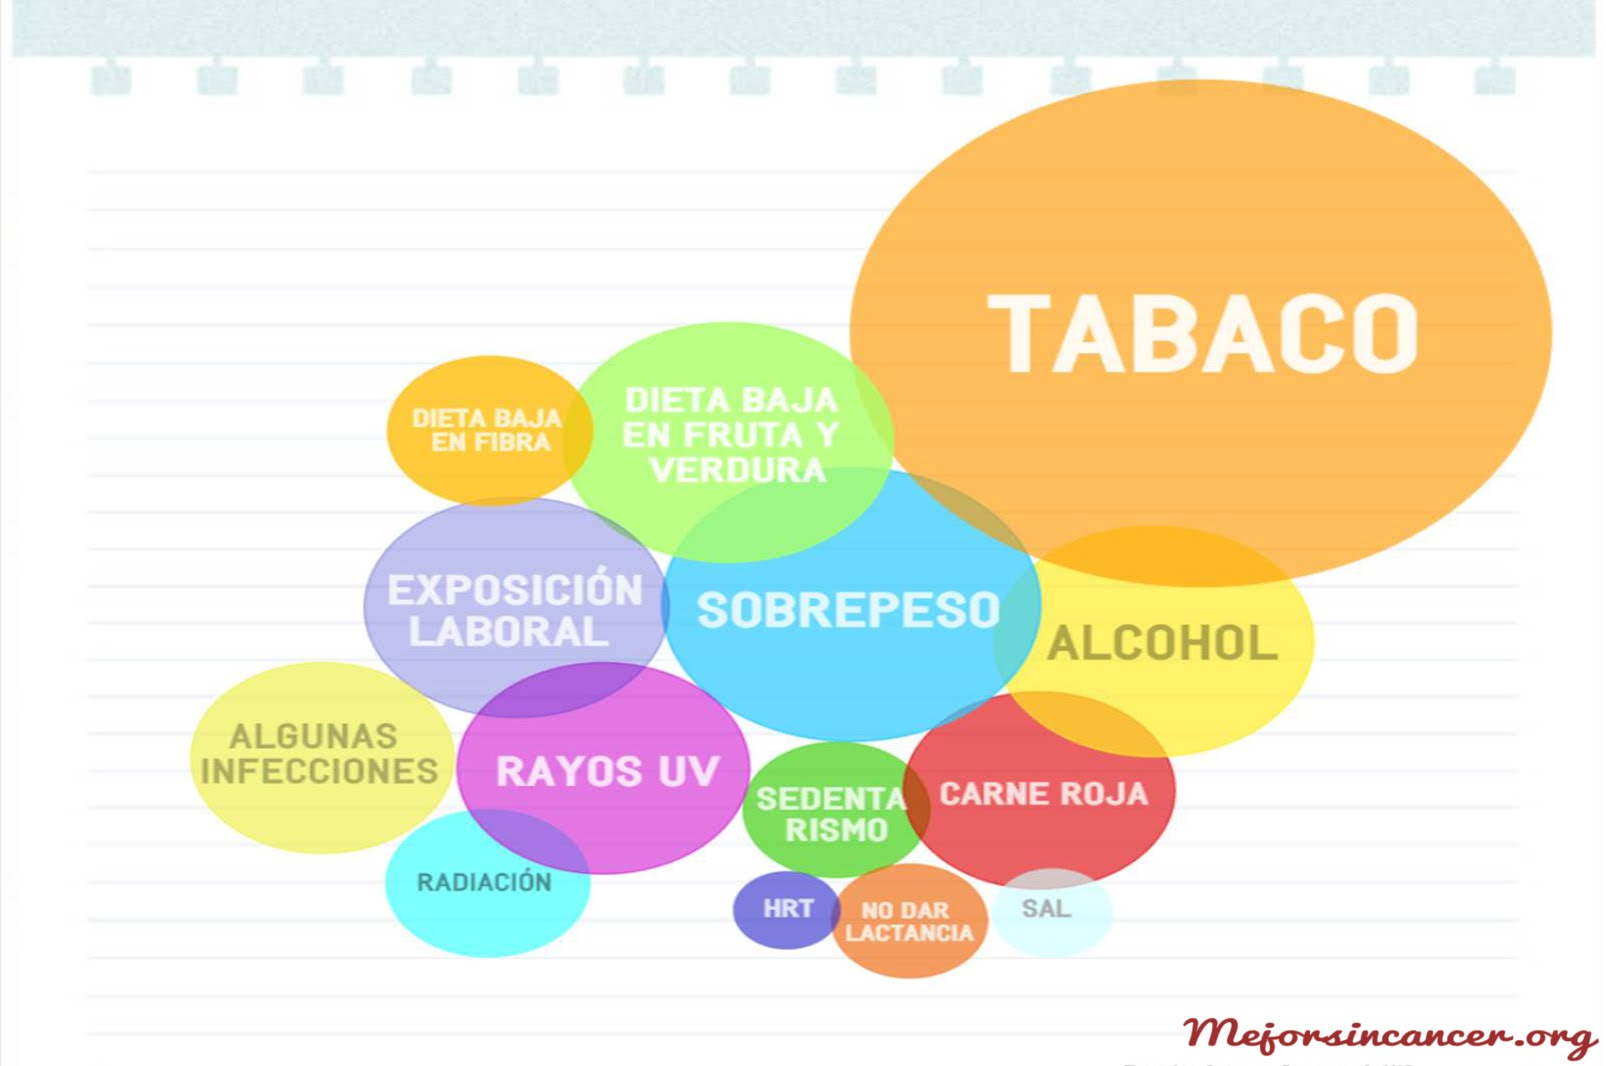 TABACO
DIETA BAJA
EN FRUTA Y
VERDURA
DIETA BAJA
EN FIBRA
EXPOSICIÓN
LABORAL
SOBREPESO
ALCOHOL
ALGUNAS
INFECCIONES
RAYOS UV
SEDENTA
RISMO
CARNE ROJA
RADIACIÓN
HRT
NO DAR
LACTANCIA
SAL
Mejorsincancer.org